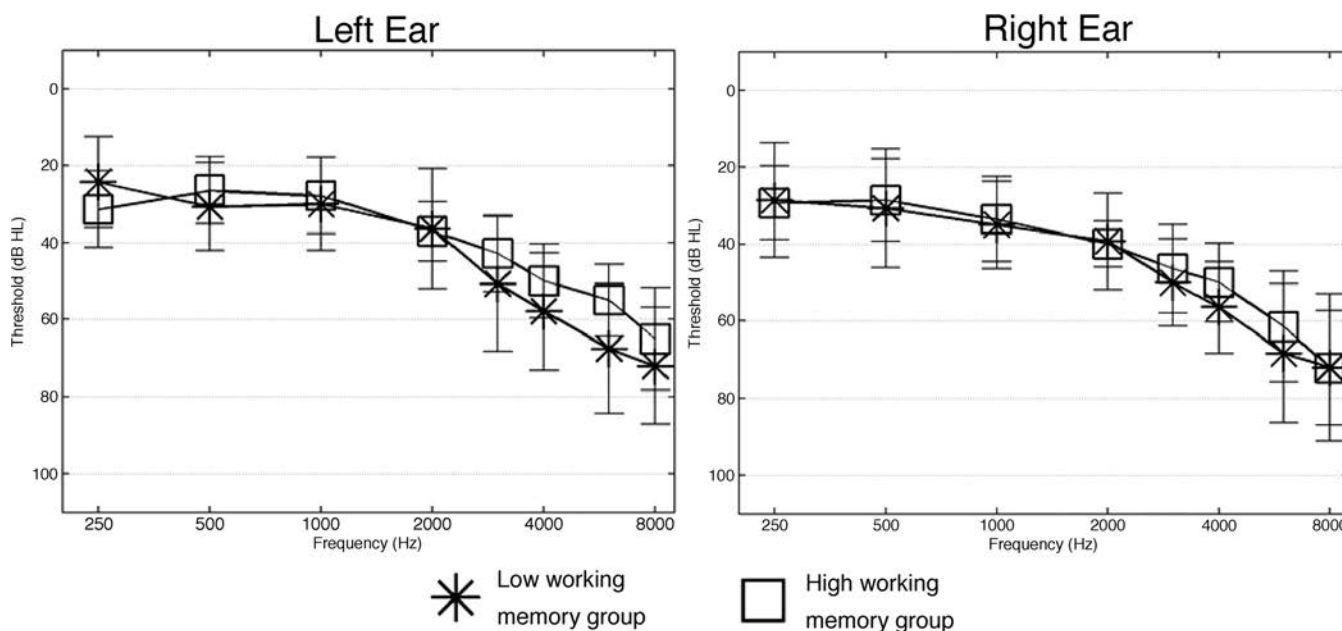 Left Ear
0
20
40
60
80
100
Threshold (dB HL)
250 500 1000 2000 4000 8000
Frequency (Hz)
Right Ear
0
20
40
60
80
100
Threshold (dB HL)
250 500 1000 2000 4000 8000
Frequency (Hz)
Low working
memory group
High working
memory group